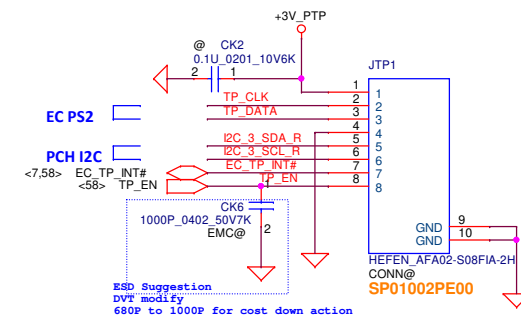 +3V_PTP
@ CK2
0.1U_0201_10V6K
2 1
JTP1
1 1
TP_CLK 2 2
EC PS2 TP_DATA 3 3
4 4
I2C_3_SDA_R 5 5
PCH I2C I2C_3_SCL_R 6 6
<7,58> EC_TP_INT# EC_TP_INT# 7 7
<58> TP_EN TP_EN 8 8
1
CK6
1000P_0402_50V7K
EMC@ 2
GND 9
GND 10
HEFEN_AFA02-S08FIA-2H
CONN@
SP01002PE00
ESD Suggestion
DVT modify
680P to 1000P for cost down action